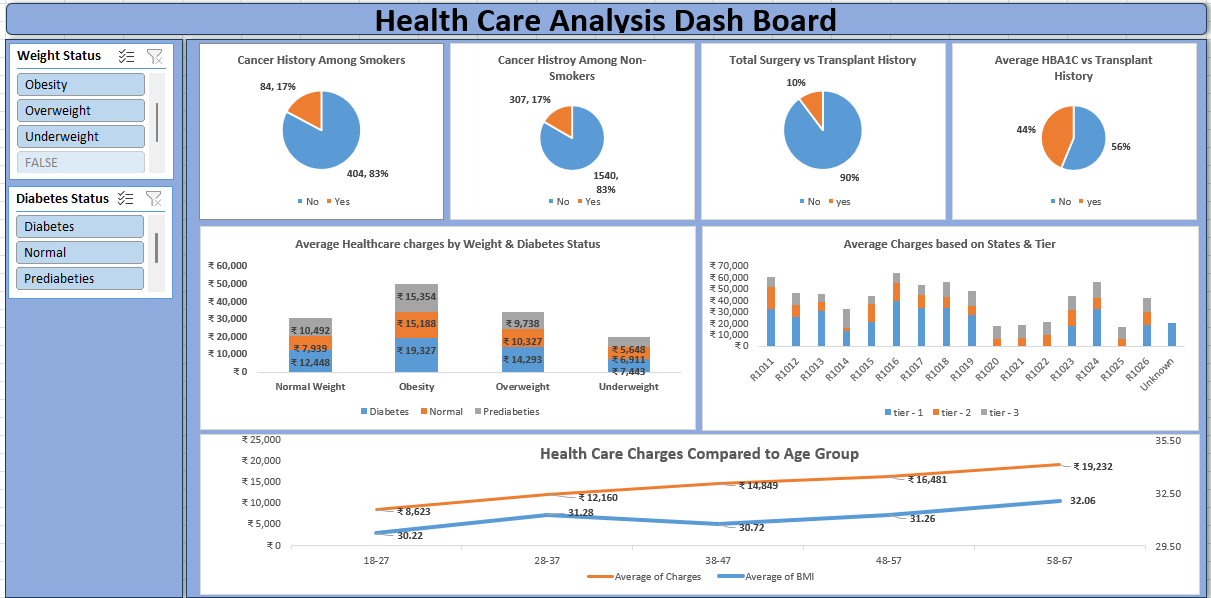 Health Care Analysis Dash Board
Weight Status
Obesity
Overweight
Underweight
FALSE
Diabetes Status
Diabetes
Normal
Prediabeties
Cancer History Among Smokers
84, 17%
404, 83%
No Yes
Cancer Histroy Among Non-
Smokers
307, 17%
1540,
83%
No Yes
Total Surgery vs Transplant History
10%
90%
No yes
Average HBA1C vs Transplant
History
44%
56%
No yes
Average Healthcare charges by Weight & Diabetes Status
₹ 60,000
₹ 50,000
₹ 40,000
₹ 30,000
₹ 20,000
₹ 10,000
₹ 0
₹ 10,492
₹ 7,939
₹ 12,448
₹ 15,354
₹ 15,188
₹ 19,327
₹ 9,738
₹ 10,327
₹ 14,293
₹ 5,648
₹ 6,911
₹ 7,443
Normal Weight Obesity Overweight Underweight
Diabetes Normal Prediabeties
Average Charges based on States & Tier
₹ 70,000
₹ 60,000
₹ 50,000
₹ 40,000
₹ 30,000
₹ 20,000
₹ 10,000
₹ 0
R1011 R1012 R1013 R1014 R1015 R1016 R1017 R1018 R1019 R1020 R1021 R1022 R1023 R1024 R1025 R1026 Unknown
tier - 1 tier - 2 tier - 3
Health Care Charges Compared to Age Group
₹ 25,000
₹ 20,000
₹ 15,000
₹ 10,000
₹ 5,000
₹ 0
35.50
32.50
29.50
₹ 8,623
₹ 12,160
₹ 14,849
₹ 16,481
₹ 19,232
30.22
31.28
30.72
31.26
32.06
18-27 28-37 38-47 48-57 58-67
Average of Charges Average of BMI